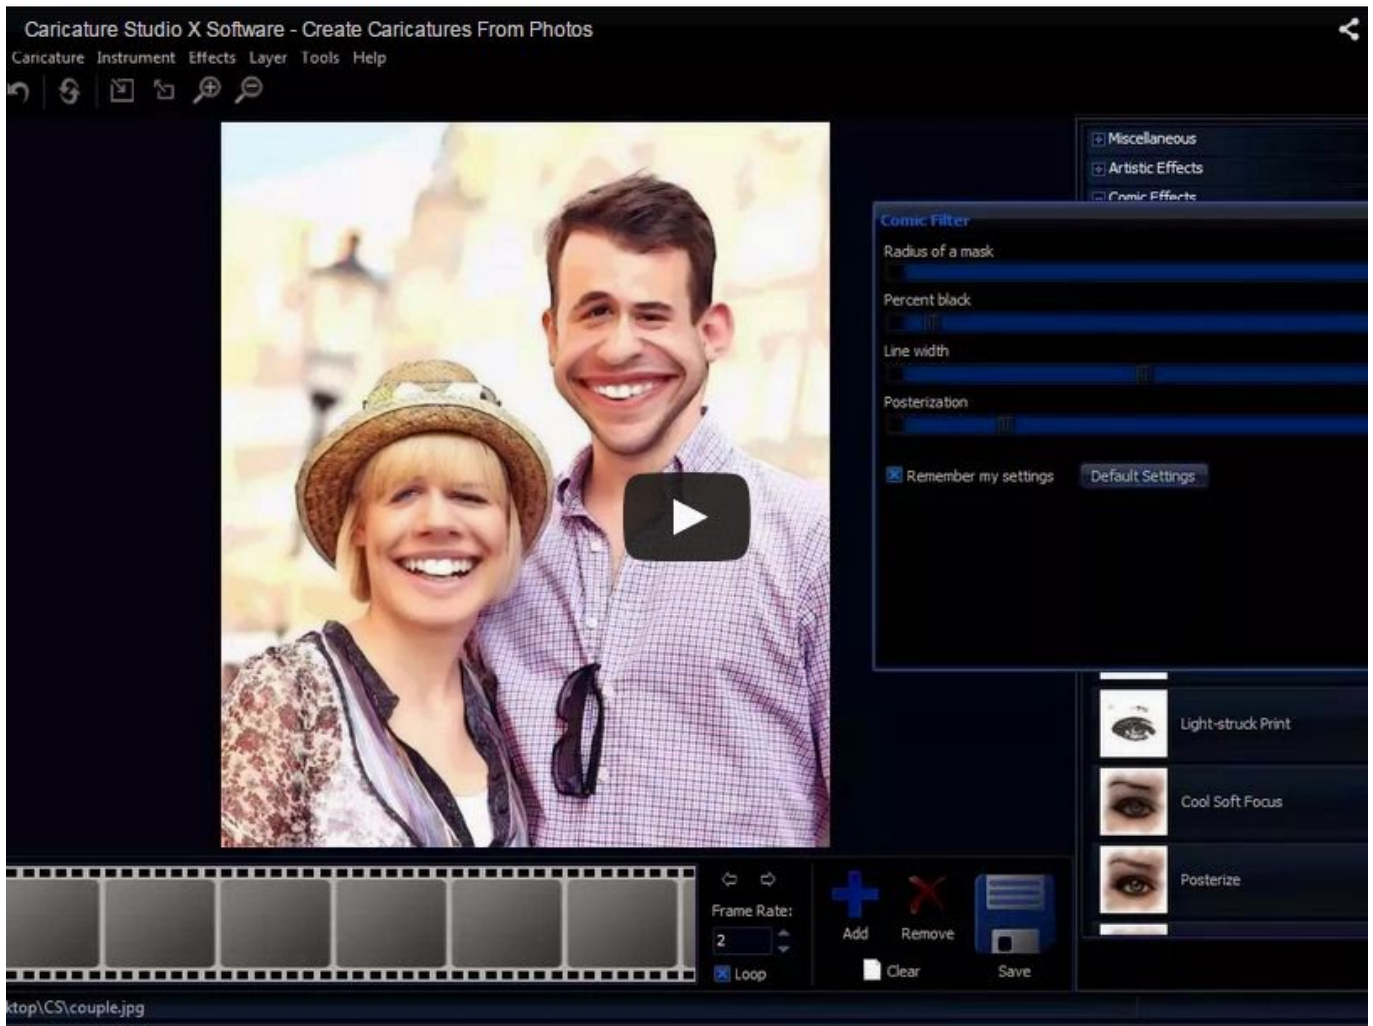 Caricature Studio X Software - Create Caricatures From Photos
Caricature Instrument Effects Layer Tools Help
Miscellaneous
Artistic Effects
Comic Effects
Comic Filter
Radius of a mask
Percent black
Line width
Posterization
Remember my settings Default Settings
Light-struck Print
Cool Soft Focus
Posterize
Frame Rate:
2
Loop
Add Remove
Clear Save
ktop\CS\couple.jpg